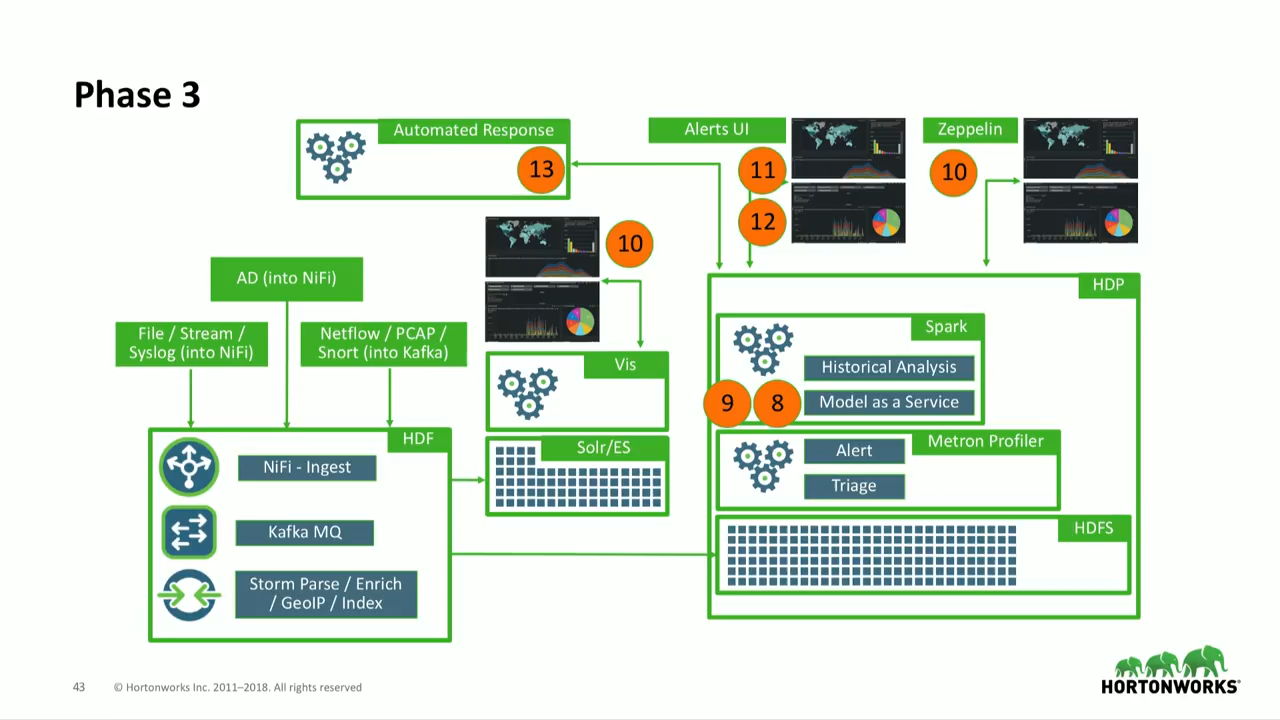 Phase 3
Automated Response
13
Alerts UI
11
12
Zeppelin
10
10
AD (into NiFi)
File / Stream /
Syslog (into NiFi)
Netflow / PCAP /
Snort (into Kafka)
Vis
HDP
Spark
Historical Analysis
Model as a Service
9
8
HDF
NiFi - Ingest
Kafka MQ
Storm Parse / Enrich
/ GeoIP / Index
Solr/ES
Metron Profiler
Alert
Triage
HDFS
43
© Hortonworks Inc. 2011–2018. All rights reserved
HORTONWORKS®